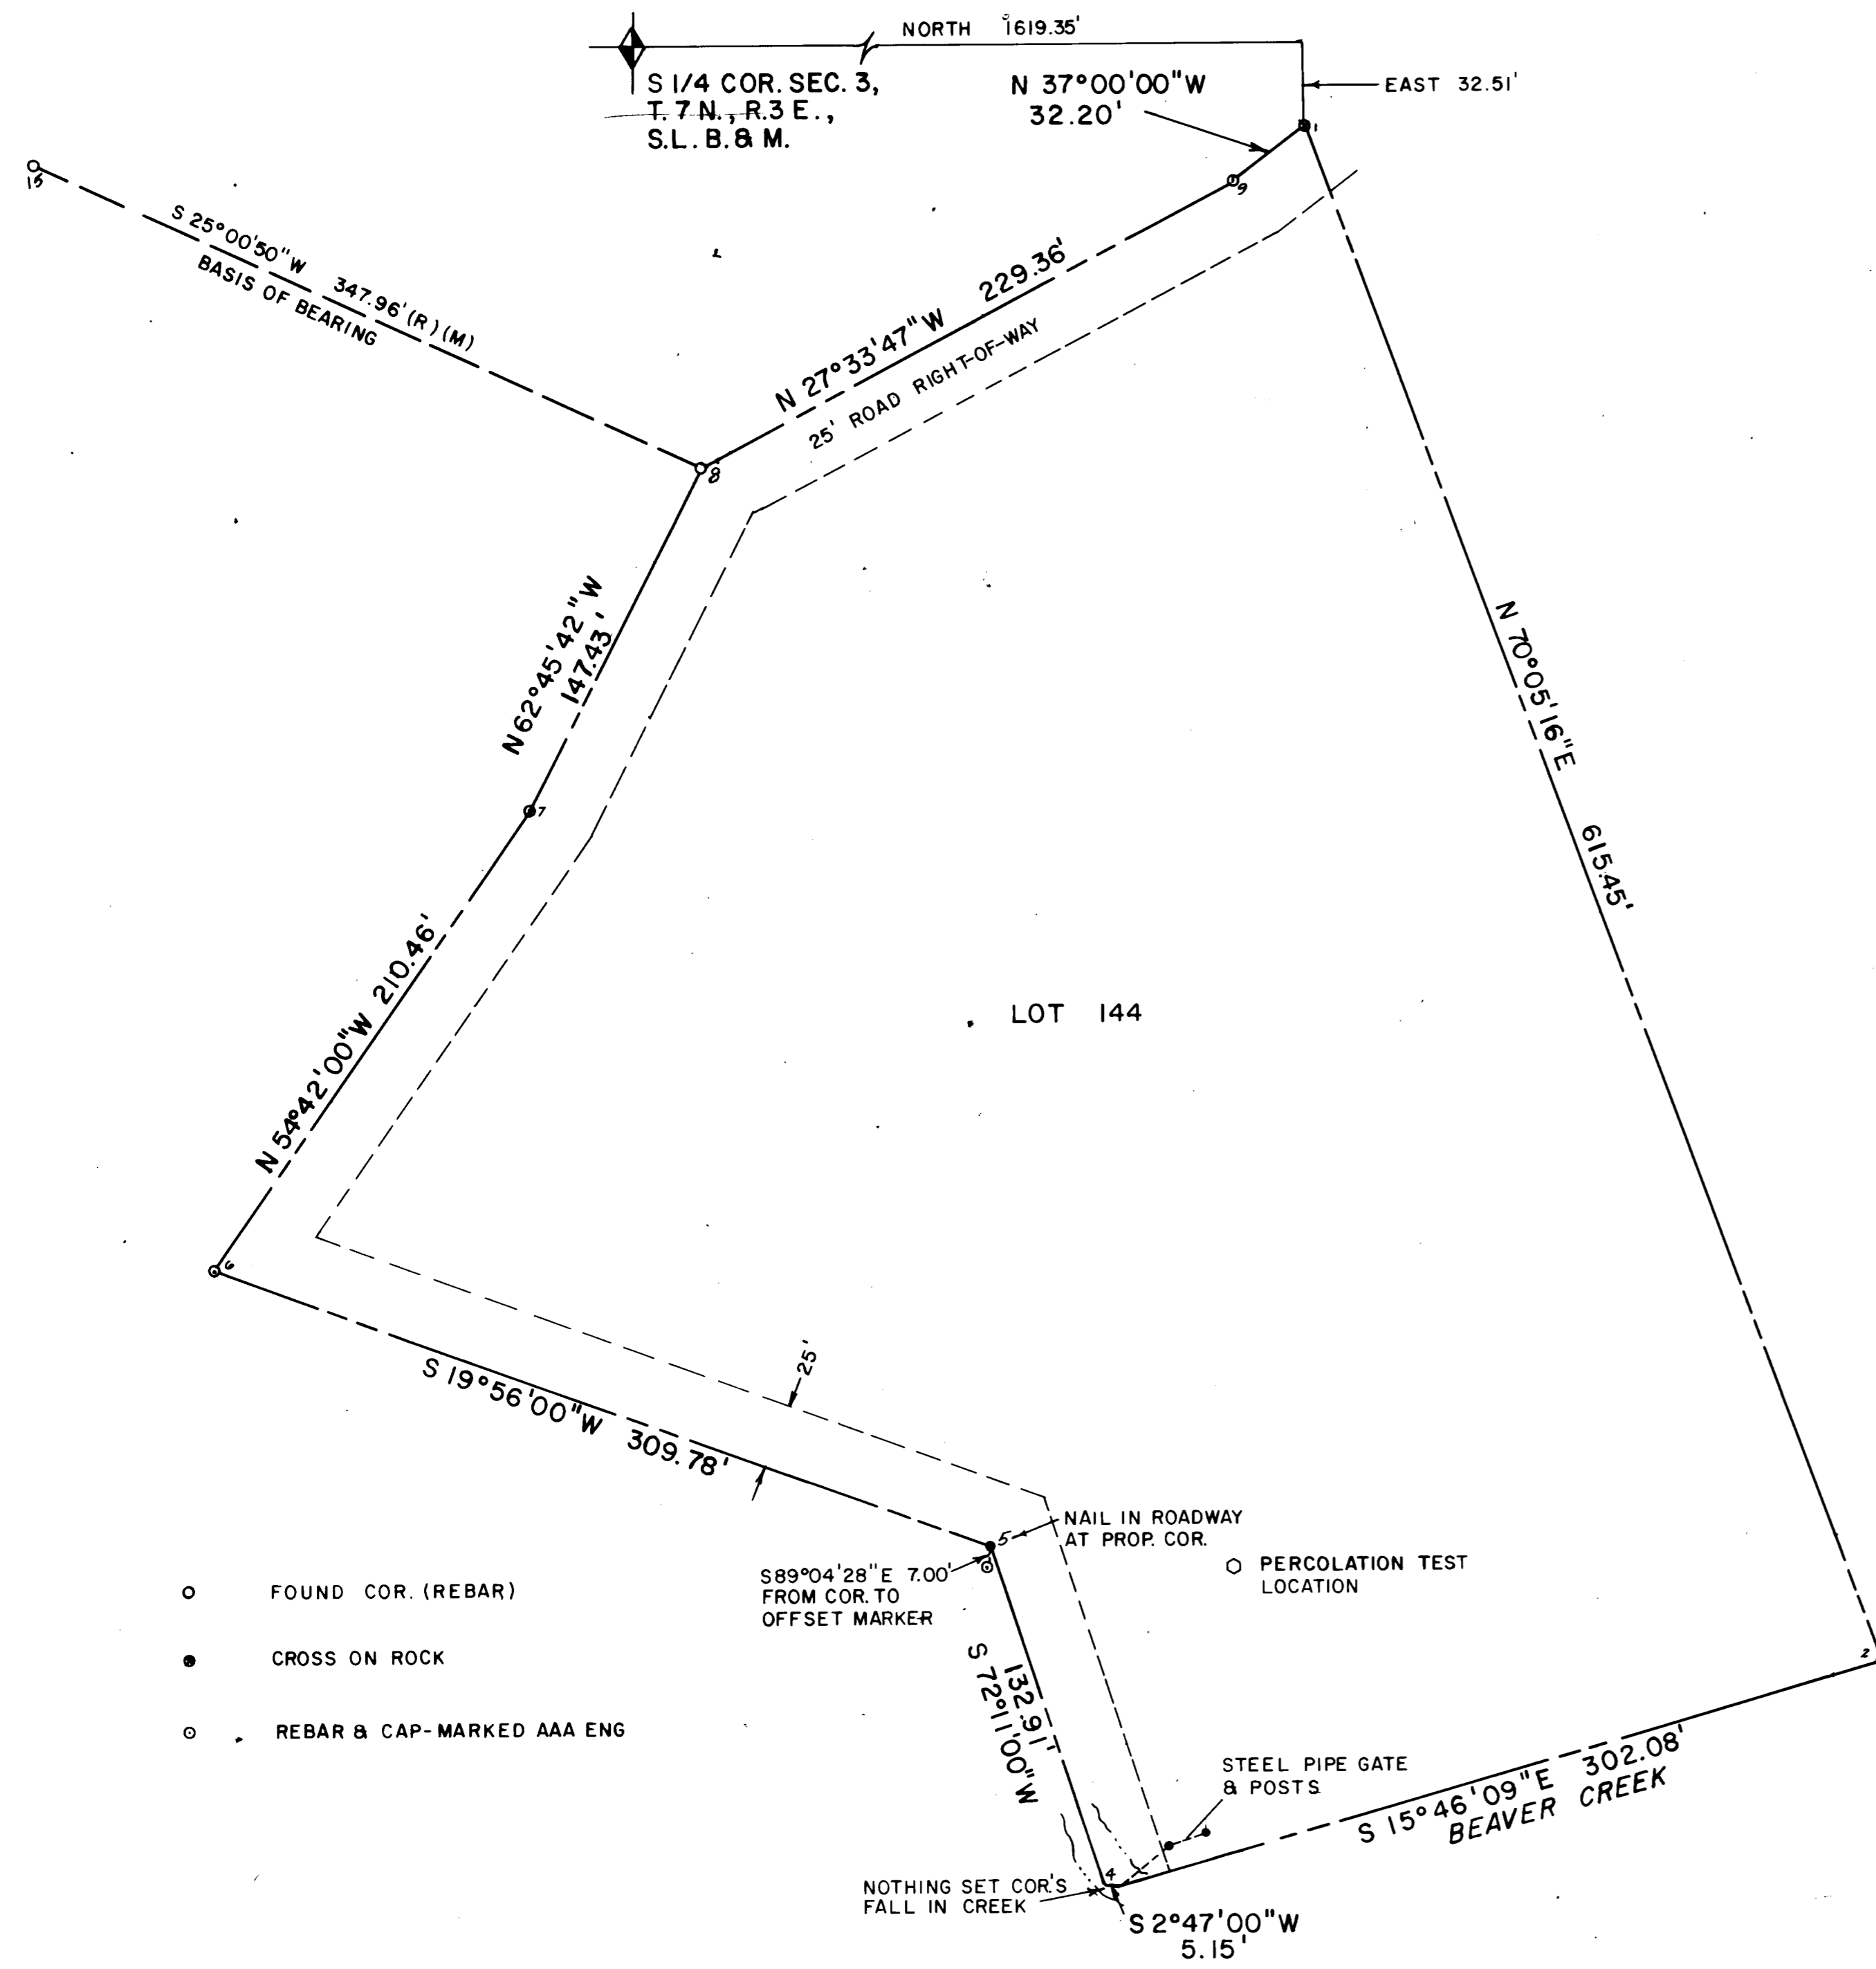 NORTH 1619.35'
S 1/4 COR. SEC. 3,
T. 7 N., R. 3 E.,
S.L. B. & M.
N 37°00'00"W
32.20'
EAST 32.51'
1
9
15
S 25°00'50"W 347.96' (R) (M)
BASIS OF BEARING
N 27°33'47"W 229.36'
25' ROAD RIGHT-OF-WAY
8
N 62°45'42"W
147.43'
N 70°05'16"E 615.45'
7
N 54°42'00"W 210.46'
LOT 144
6
25'
S 19°56'00"W 309.78'
5
NAIL IN ROADWAY
AT PROP. COR.
S 89°04'28"E 7.00'
FROM COR. TO
OFFSET MARKER
PERCOLATION TEST
LOCATION
FOUND COR. (REBAR)
CROSS ON ROCK
REBAR & CAP-MARKED AAA ENG
132.91'
S 72°11'00"W
2
STEEL PIPE GATE
& POSTS
S 15°46'09"E 302.08'
BEAVER CREEK
4
NOTHING SET COR.'S
FALL IN CREEK
S 2°47'00"W
5.15'